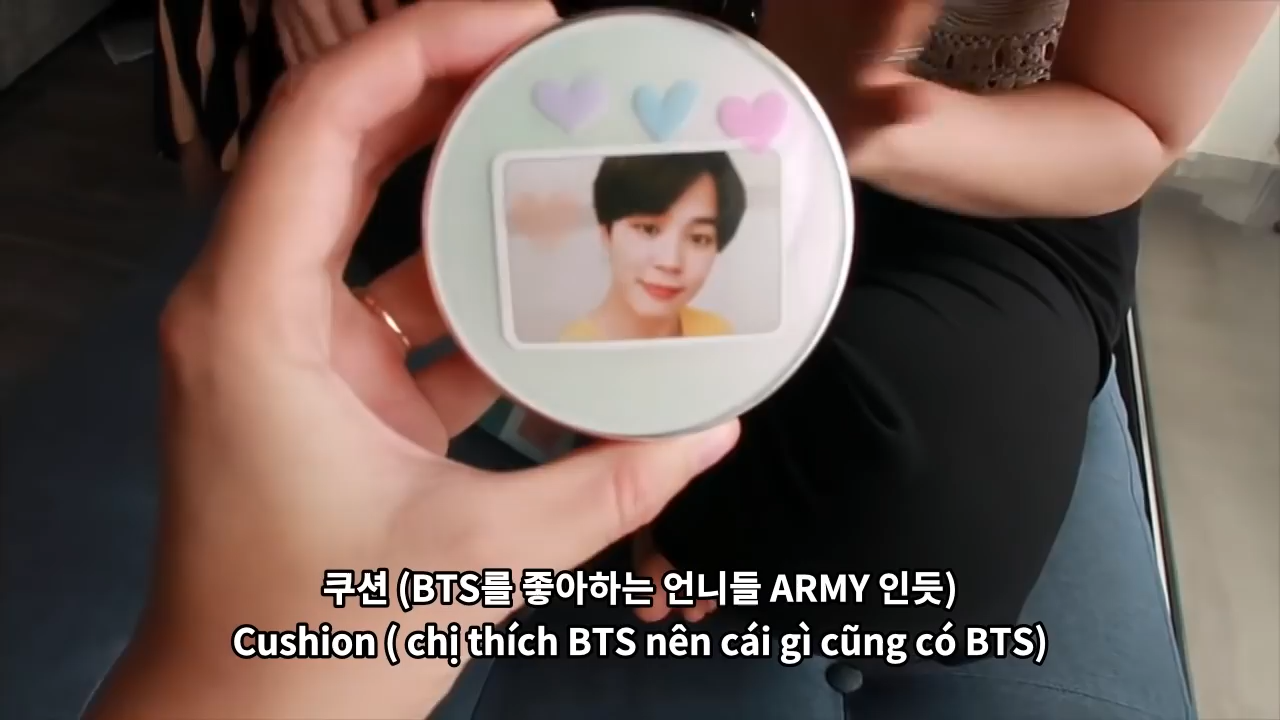 쿠션 (BTS를 좋아하는 언니들 ARMY 인듯)
Cushion ( chị thích BTS nên cái gì cũng có BTS)